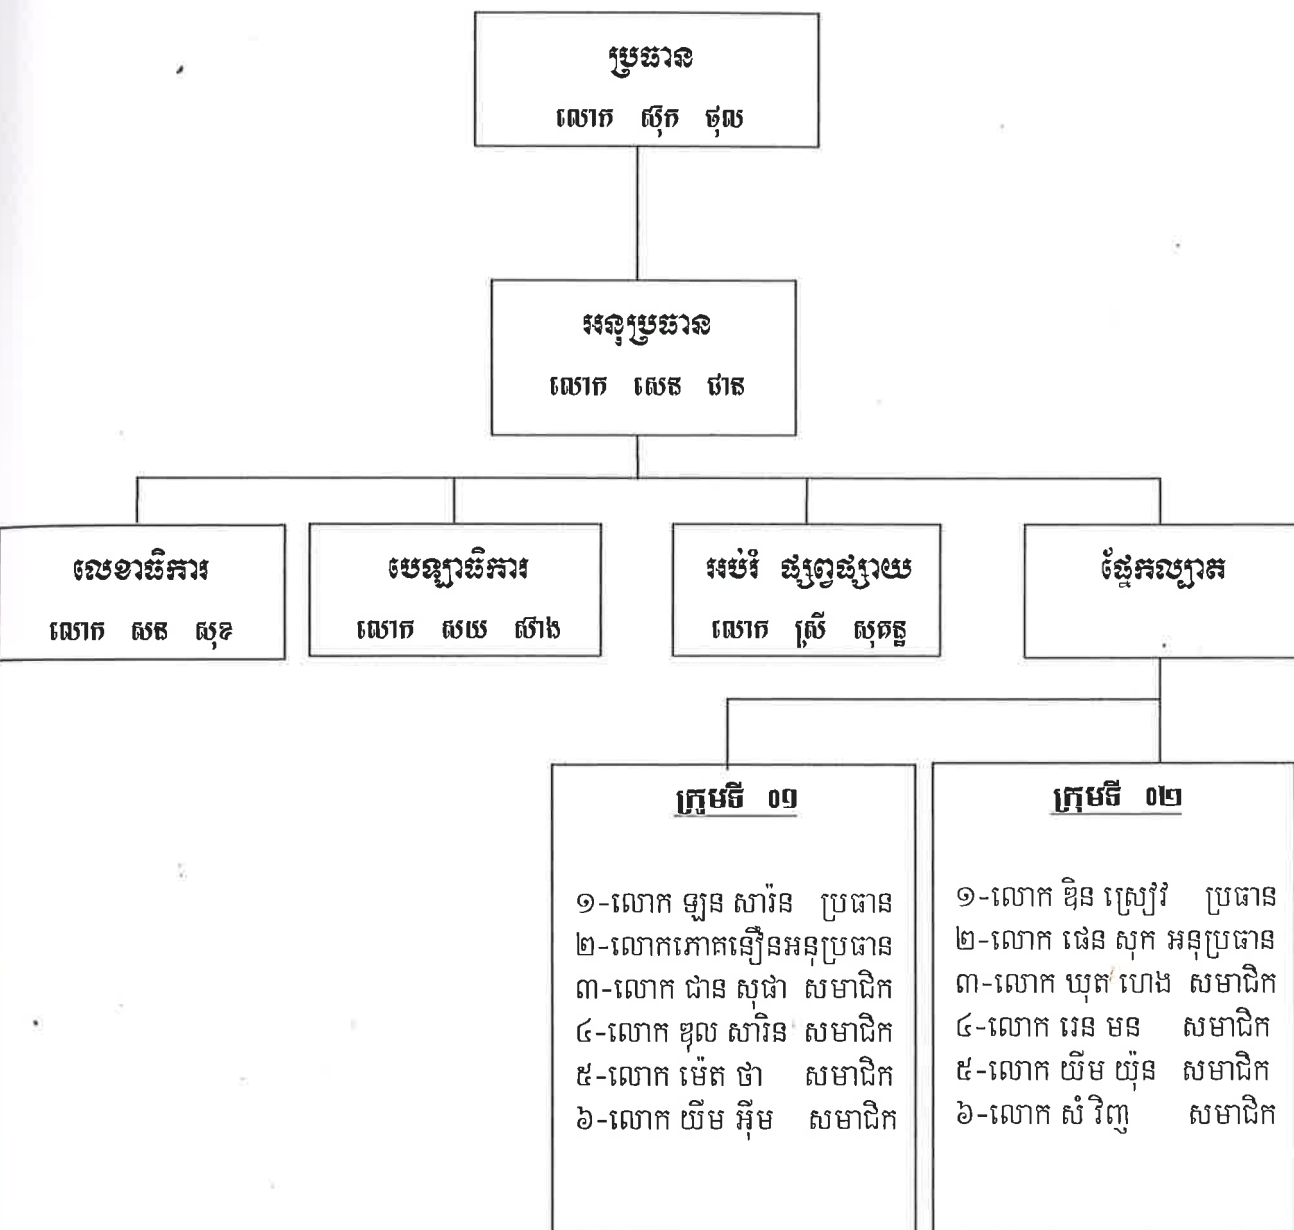 ប្រធាន
លោក ស៊ុក ថុល
អនុប្រធាន
លោក សេន ផាន
លេខាធិការ
លោក សន សុខ
បេឡាធិការ
លោក សយ ស៊ាង
អប់រំ ផ្សព្វផ្សាយ
លោក ស្រី សុគន្ធ
ផ្នែកល្បាត
ក្រុមទី ០១
១-លោក ឡុន សារ៉ន ប្រធាន
២-លោកភោគនឿនអនុប្រធាន
៣-លោក ជាន សុផា សមាជិក
៤-លោក ឌុល សារិន សមាជិក
៥-លោក ម៉េត ថា សមាជិក
៦-លោក យឹម អ៊ីម សមាជិក
ក្រុមទី ០២
១-លោក ឌិន ស្រៀវ ប្រធាន
២-លោក ផេន សុក អនុប្រធាន
៣-លោក ឃុត ហេង សមាជិក
៤-លោក រេន មន សមាជិក
៥-លោក យឹម យ៉ុន សមាជិក
៦-លោក សំ វិញ សមាជិក